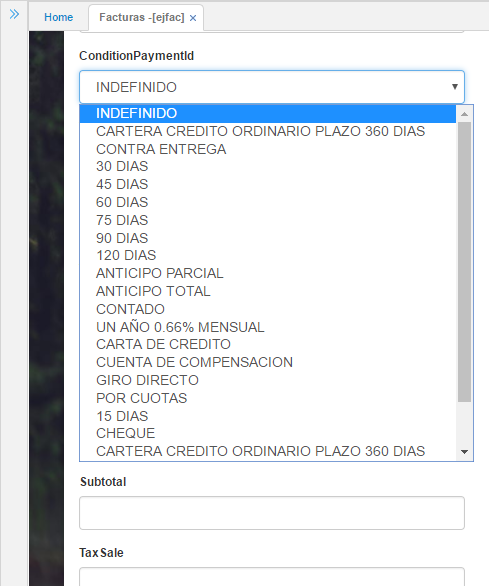 Home
Facturas -[ejfac]
ConditionPaymentId
INDEFINIDO
INDEFINIDO
CARTERA CREDITO ORDINARIO PLAZO 360 DIAS
CONTRA ENTREGA
30 DIAS
45 DIAS
60 DIAS
75 DIAS
90 DIAS
120 DIAS
ANTICIPO PARCIAL
ANTICIPO TOTAL
CONTADO
UN AÑO 0.66% MENSUAL
CARTA DE CREDITO
CUENTA DE COMPENSACION
GIRO DIRECTO
POR CUOTAS
15 DIAS
CHEQUE
CARTERA CREDITO ORDINARIO PLAZO 360 DIAS
Subtotal
TaxSale